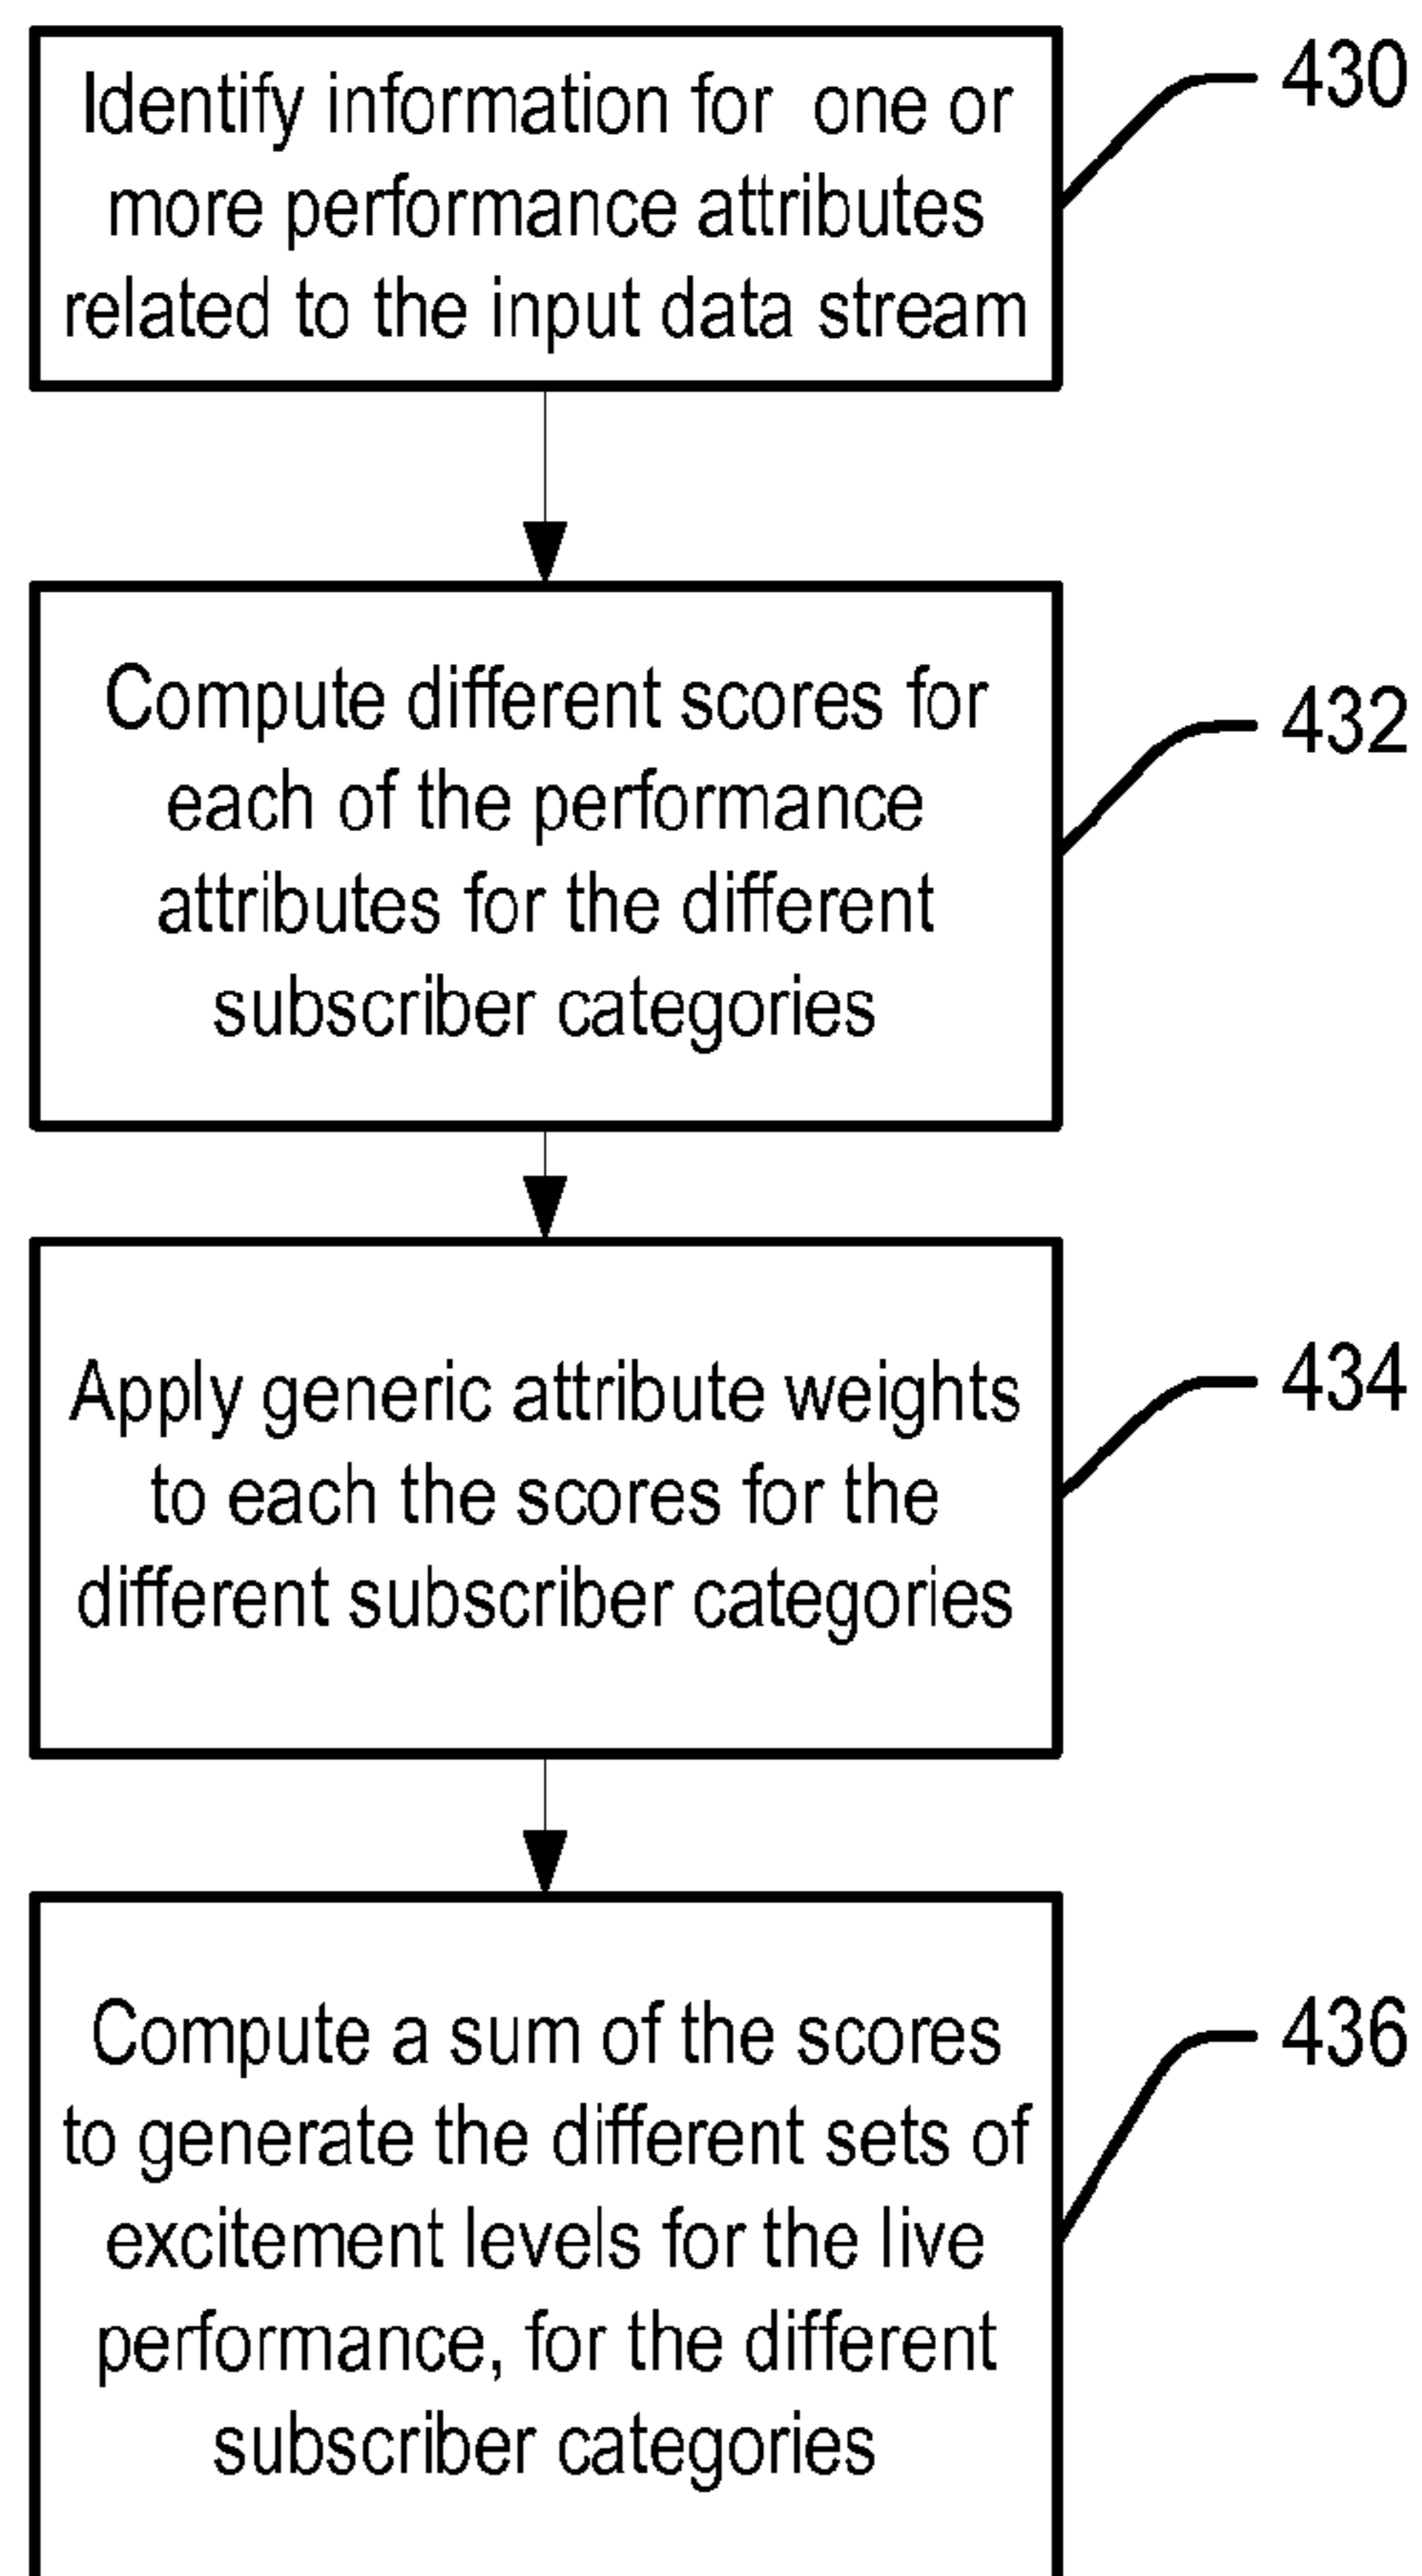 Identify information for one or
more performance attributes
related to the input data stream
430
Compute different scores for
each of the performance
attributes for the different
subscriber categories
432
Apply generic attribute weights
to each the scores for the
different subscriber categories
434
Compute a sum of the scores
to generate the different sets of
excitement levels for the live
performance, for the different
subscriber categories
436